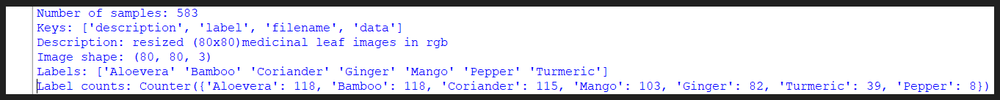 Number of samples: 583
Keys: ['description', 'label', 'filename', 'data']
Description: resized (80x80)medicinal leaf images in rgb
Image shape: (80, 80, 3)
Labels: ['Aloevera' 'Bamboo' 'Coriander' 'Ginger' 'Mango' 'Pepper' 'Turmeric']
Label counts: Counter({'Aloevera': 118, 'Bamboo': 118, 'Coriander': 115, 'Mango': 103, 'Ginger': 82, 'Turmeric': 39, 'Pepper': 8})